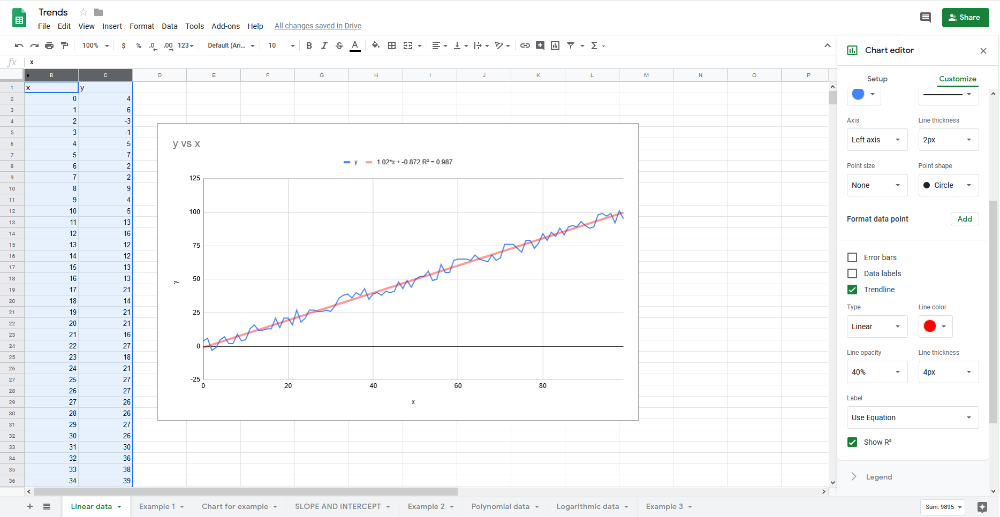 Trends
File Edit View Insert Format Data Tools Add-ons Help All changes saved in Drive
Share
100% $ % .0 .00 123 Default (Ari... 10 B I S A Σ
fx x
Chart editor
Setup Customize
B C D E F G H I J K L M N O P
1 x y
2 0 4
3 1 6
4 2 -3
5 3 -1
6 4 5
7 5 7
8 6 2
9 7 2
10 8 9
11 9 4
12 10 5
13 11 13
14 12 16
15 13 12
16 14 12
17 15 13
18 16 13
19 17 21
20 18 14
21 19 21
22 20 21
23 21 16
24 22 27
25 23 18
26 24 21
27 25 27
28 26 27
29 27 26
30 28 26
31 29 27
32 30 26
33 31 30
34 32 36
35 33 38
36 34 39
y vs x
y 1.02*x + -0.872 R² = 0.987
125
100
75
50
25
0
-25
y
0 20 40 60 80
x
Axis Line thickness
Left axis 2px
Point size Point shape
None Circle
Format data point Add
Error bars
Data labels
Trendline
Type Line color
Linear
Line opacity Line thickness
40% 4px
Label
Use Equation
Show R²
Legend
Linear data Example 1 Chart for example SLOPE AND INTERCEPT Example 2 Polynomial data Logarithmic data Example 3 Sum: 9895